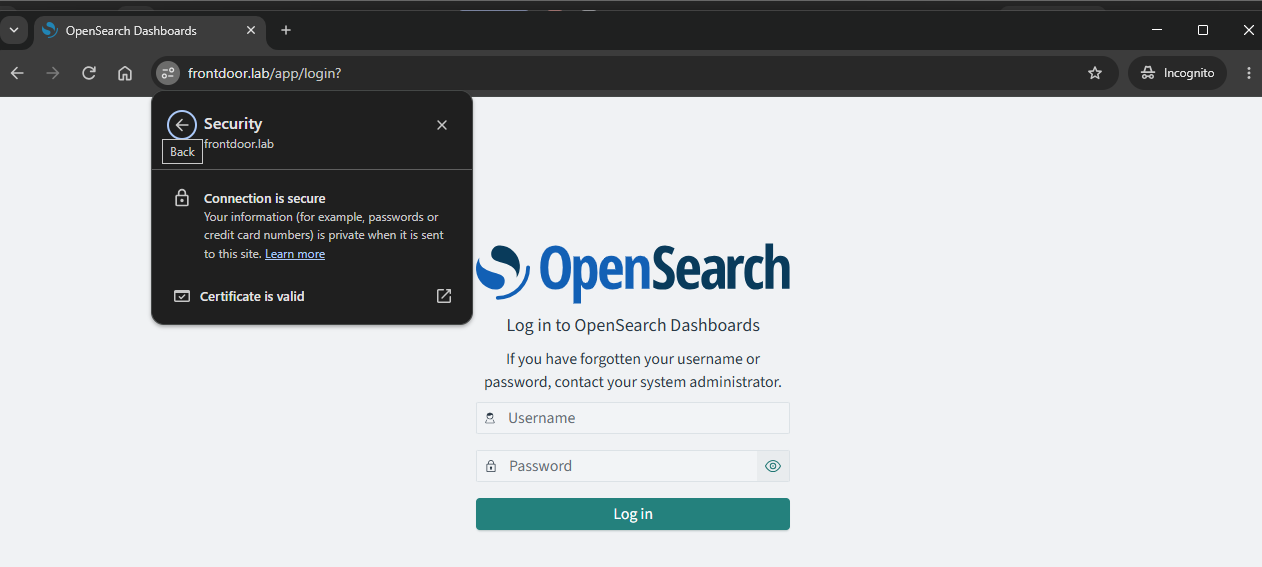 OpenSearch Dashboards
frontdoor.lab/app/login?
Incognito
Security
frontdoor.lab
Back
Connection is secure
Your information (for example, passwords or
credit card numbers) is private when it is sent
to this site. Learn more
Certificate is valid
OpenSearch
Log in to OpenSearch Dashboards
If you have forgotten your username or
password, contact your system administrator.
Username
Password
Log in